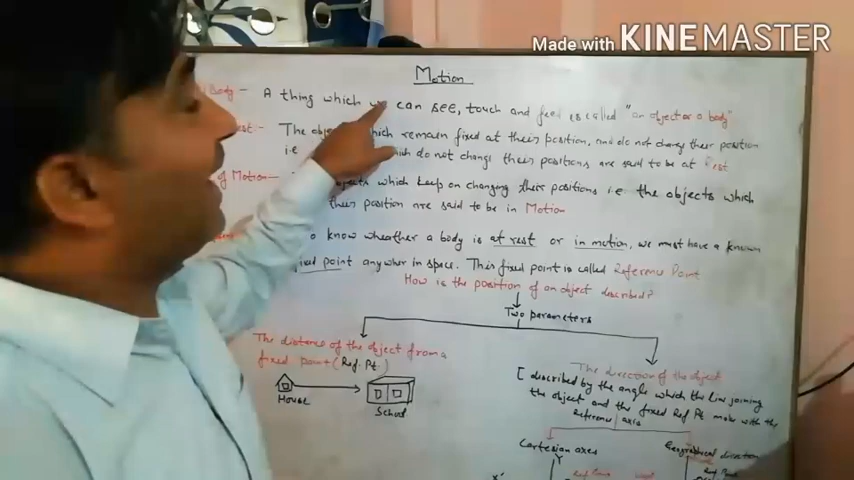 Made with KINEMASTER
Motion
Body - A thing which we can see, touch and feel is called "an object or a body"
The which remain fixed at their position, and do not change their position
i.e which do not change their positions are said to be at Rest
of Motion - which keep on changing their positions i.e. the objects which
their position are said to be in Motion
to know wheather a body is at rest or in motion, we must have a known
fixed point anywher in space. This fixed point is called Reference Point
How is the position of an object described?
Two parameters
The distance of the object from a
fixed point (Ref. Pt.)
House
School
The direction of the object
[ described by the angle which the line joining
the object and the fixed Ref Pt make with the
Reference axis
Cartesian axes
Geographical direction
Y
X'